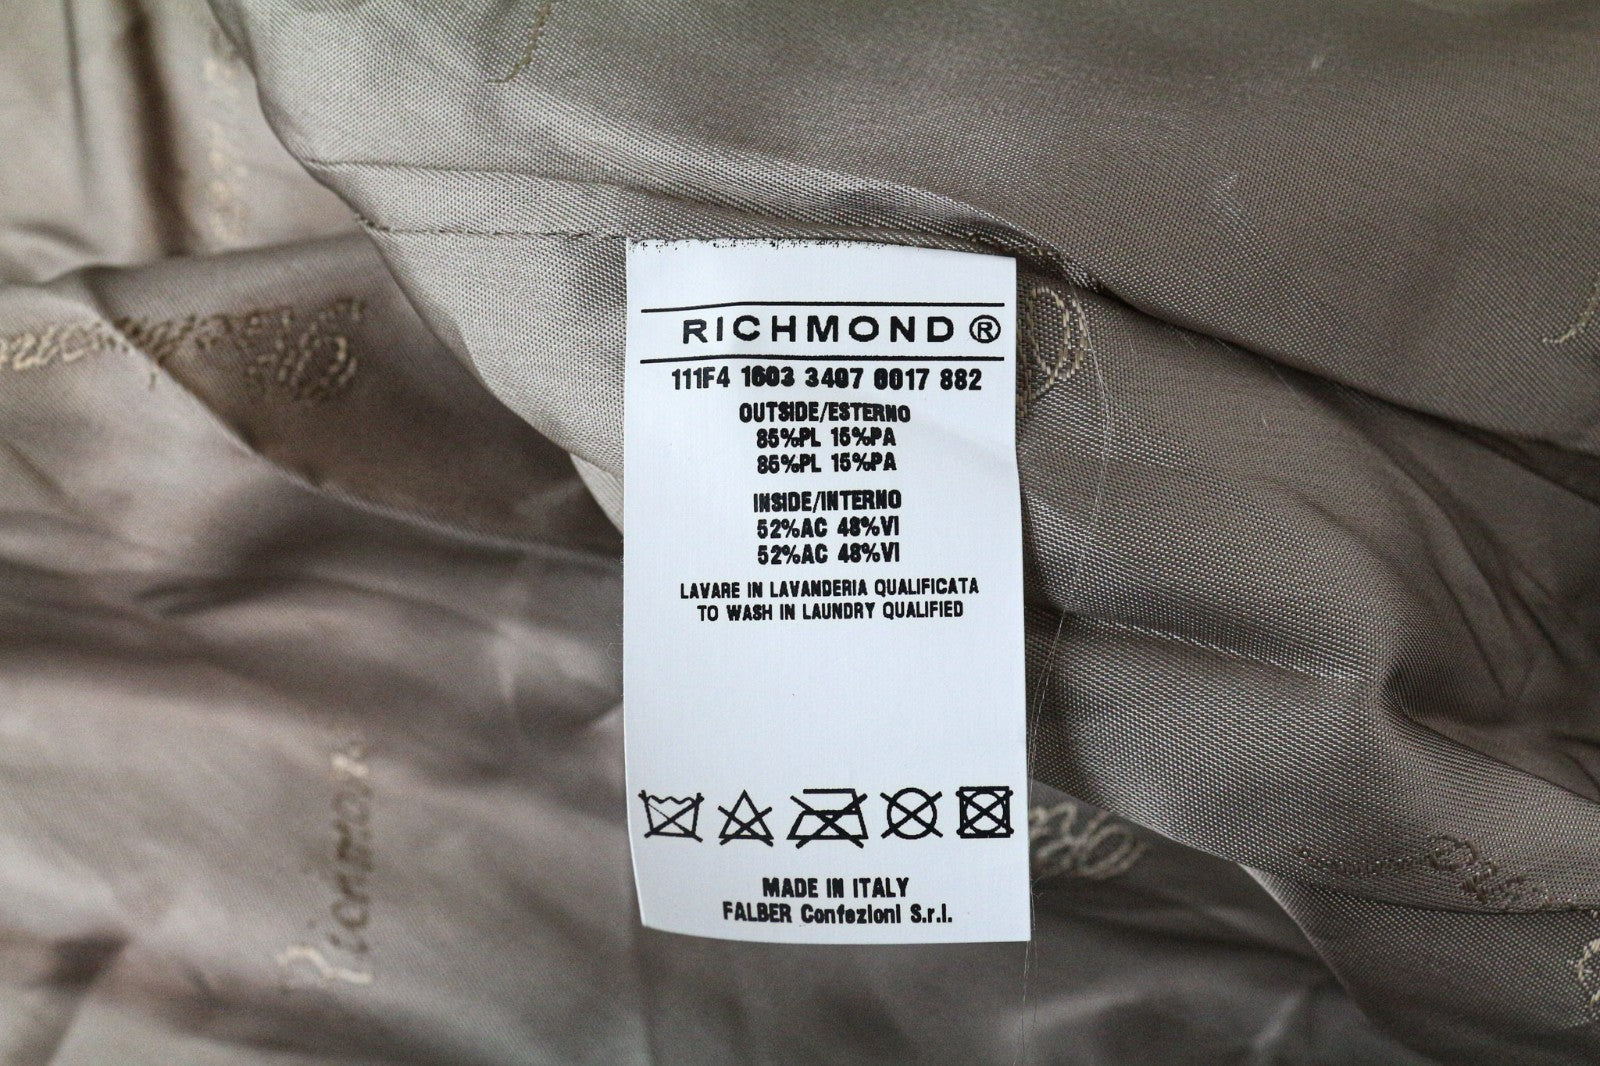 RICHMOND ®
111F4 1603 3407 0017 882
OUTSIDE/ESTERNO
85%PL 15%PA
85%PL 15%PA
INSIDE/INTERNO
52%AC 48%VI
52%AC 48%VI
LAVARE IN LAVANDERIA QUALIFICATA
TO WASH IN LAUNDRY QUALIFIED
MADE IN ITALY
FALBER Confezioni S.r.l.
Richmond
Richmond